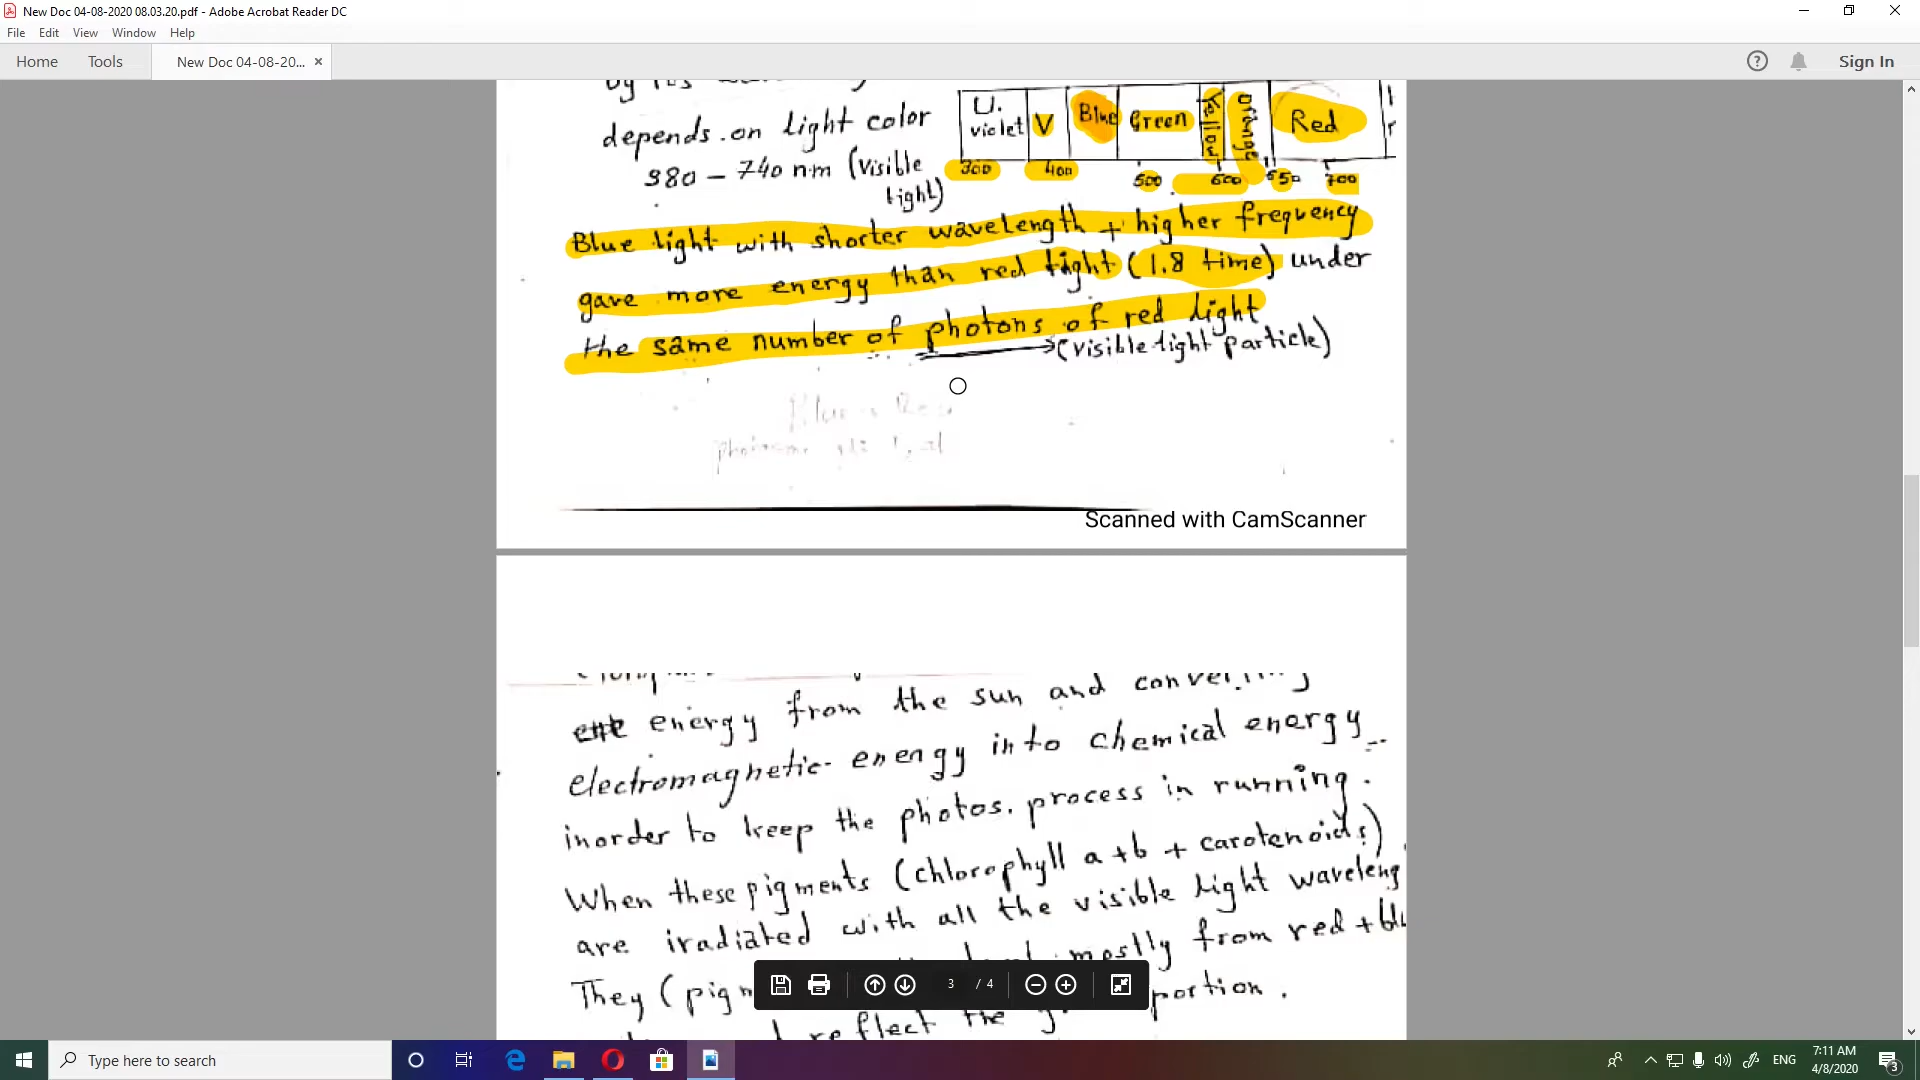 New Doc 04-08-2020 08.03.20.pdf - Adobe Acrobat Reader DC
File Edit View Window Help
Home Tools New Doc 04-08-20... × Sign In
depends on light color
380 - 740 nm (visible
light)
U. violet V Blue Green Yellow Orange Red
300 400 500 600 650 700
Blue light with shorter wavelength + higher frequency
gave more energy than red light (1.8 time) under
the same number of photons of red light
(visible light particle)
Scanned with CamScanner
energy from the sun and
electromagnetic energy into chemical energy
inorder to keep the photos. process in running.
When these pigments (chlorophyll a+b + carotenoids)
are iradiated with all the visible light waveleng
They (pigm mostly from red + blu
reflect the portion.
3 / 4
Type here to search
ENG
7:11 AM
4/8/2020
3